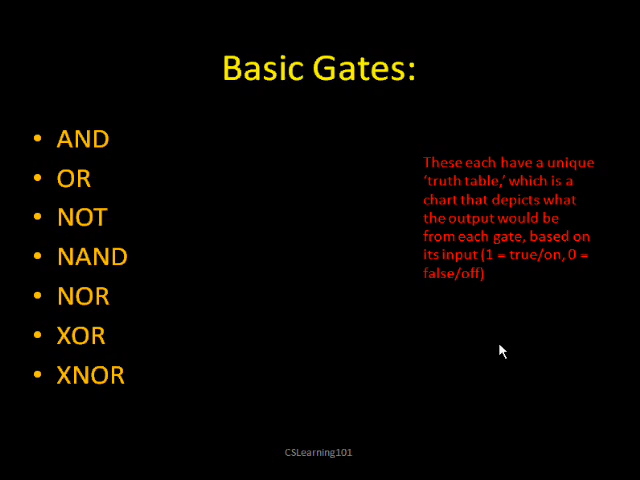 Basic Gates:
• AND
• OR
• NOT
• NAND
• NOR
• XOR
• XNOR
These each have a unique
‘truth table,’ which is a
chart that depicts what
the output would be
from each gate, based on
its input (1 = true/on, 0 =
false/off)
CSLearning101